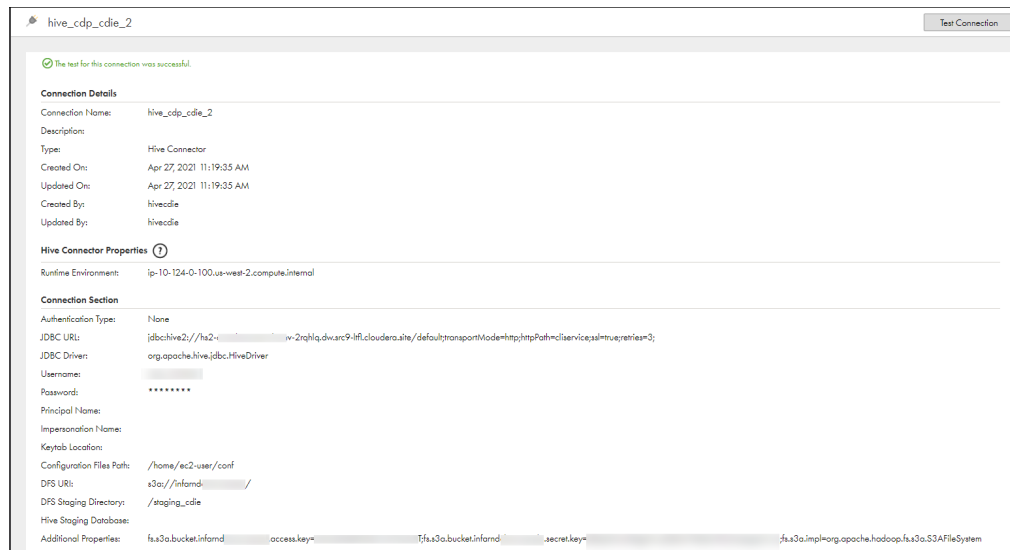 hive_cdp_cdie_2
Test Connection
The test for this connection was successful.
Connection Details
Connection Name: hive_cdp_cdie_2
Description:
Type: Hive Connector
Created On: Apr 27, 2021 11:19:35 AM
Updated On: Apr 27, 2021 11:19:35 AM
Created By: hivecdie
Updated By: hivecdie
Hive Connector Properties ?
Runtime Environment: ip-10-124-0-100.us-west-2.compute.internal
Connection Section
Authentication Type: None
JDBC URL: jdbc:hive2://hs2- v-2rqhlq.dw.src9-ltfl.cloudera.site/default;transportMode=http;httpPath=cliservice;ssl=true;retries=3;
JDBC Driver: org.apache.hive.jdbc.HiveDriver
Username:
Password: ********
Principal Name:
Impersonation Name:
Keytab Location:
Configuration Files Path: /home/ec2-user/conf
DFS URI: s3a://infarnd /
DFS Staging Directory: /staging_cdie
Hive Staging Database:
Additional Properties: fs.s3a.bucket.infarnd .access.key= T;fs.s3a.bucket.infarnd .secret.key= ;fs.s3a.impl=org.apache.hadoop.fs.s3a.S3AFileSystem